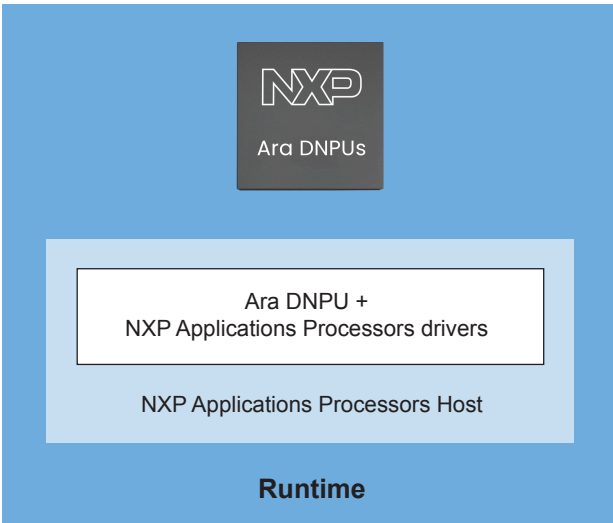 NXP
Ara DNPUs
Ara DNPU +
NXP Applications Processors drivers
NXP Applications Processors Host
Runtime